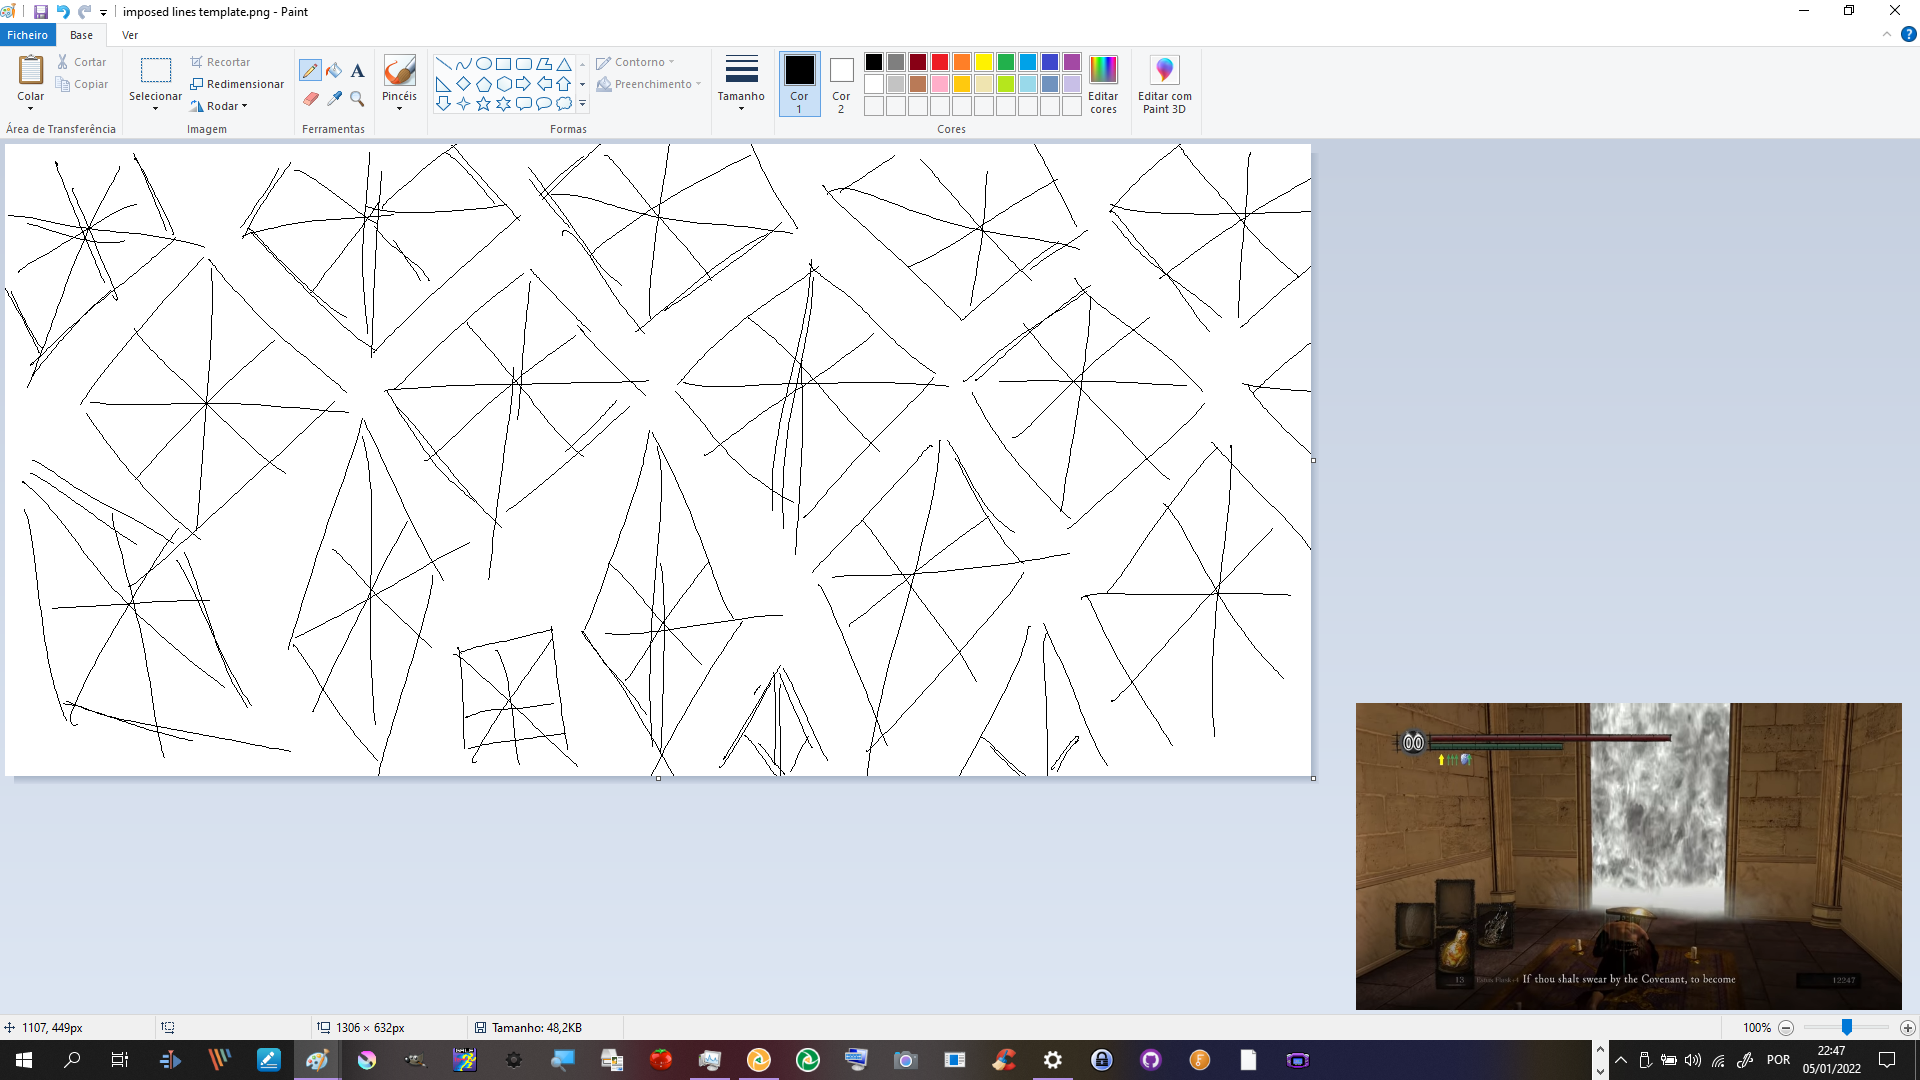 imposed lines template.png - Paint
Ficheiro
Base
Ver
Colar
Cortar
Copiar
Área de Transferência
Selecionar
Recortar
Redimensionar
Rodar
Imagem
Ferramentas
Pincéis
Contorno
Preenchimento
Formas
Tamanho
Cor 1
Cor 2
Editar cores
Editar com Paint 3D
Cores
00
13
If thou shalt swear by the Covenant, to become
12247
1107, 449px
1306 × 632px
Tamanho: 48,2KB
100%
POR
22:47
05/01/2022